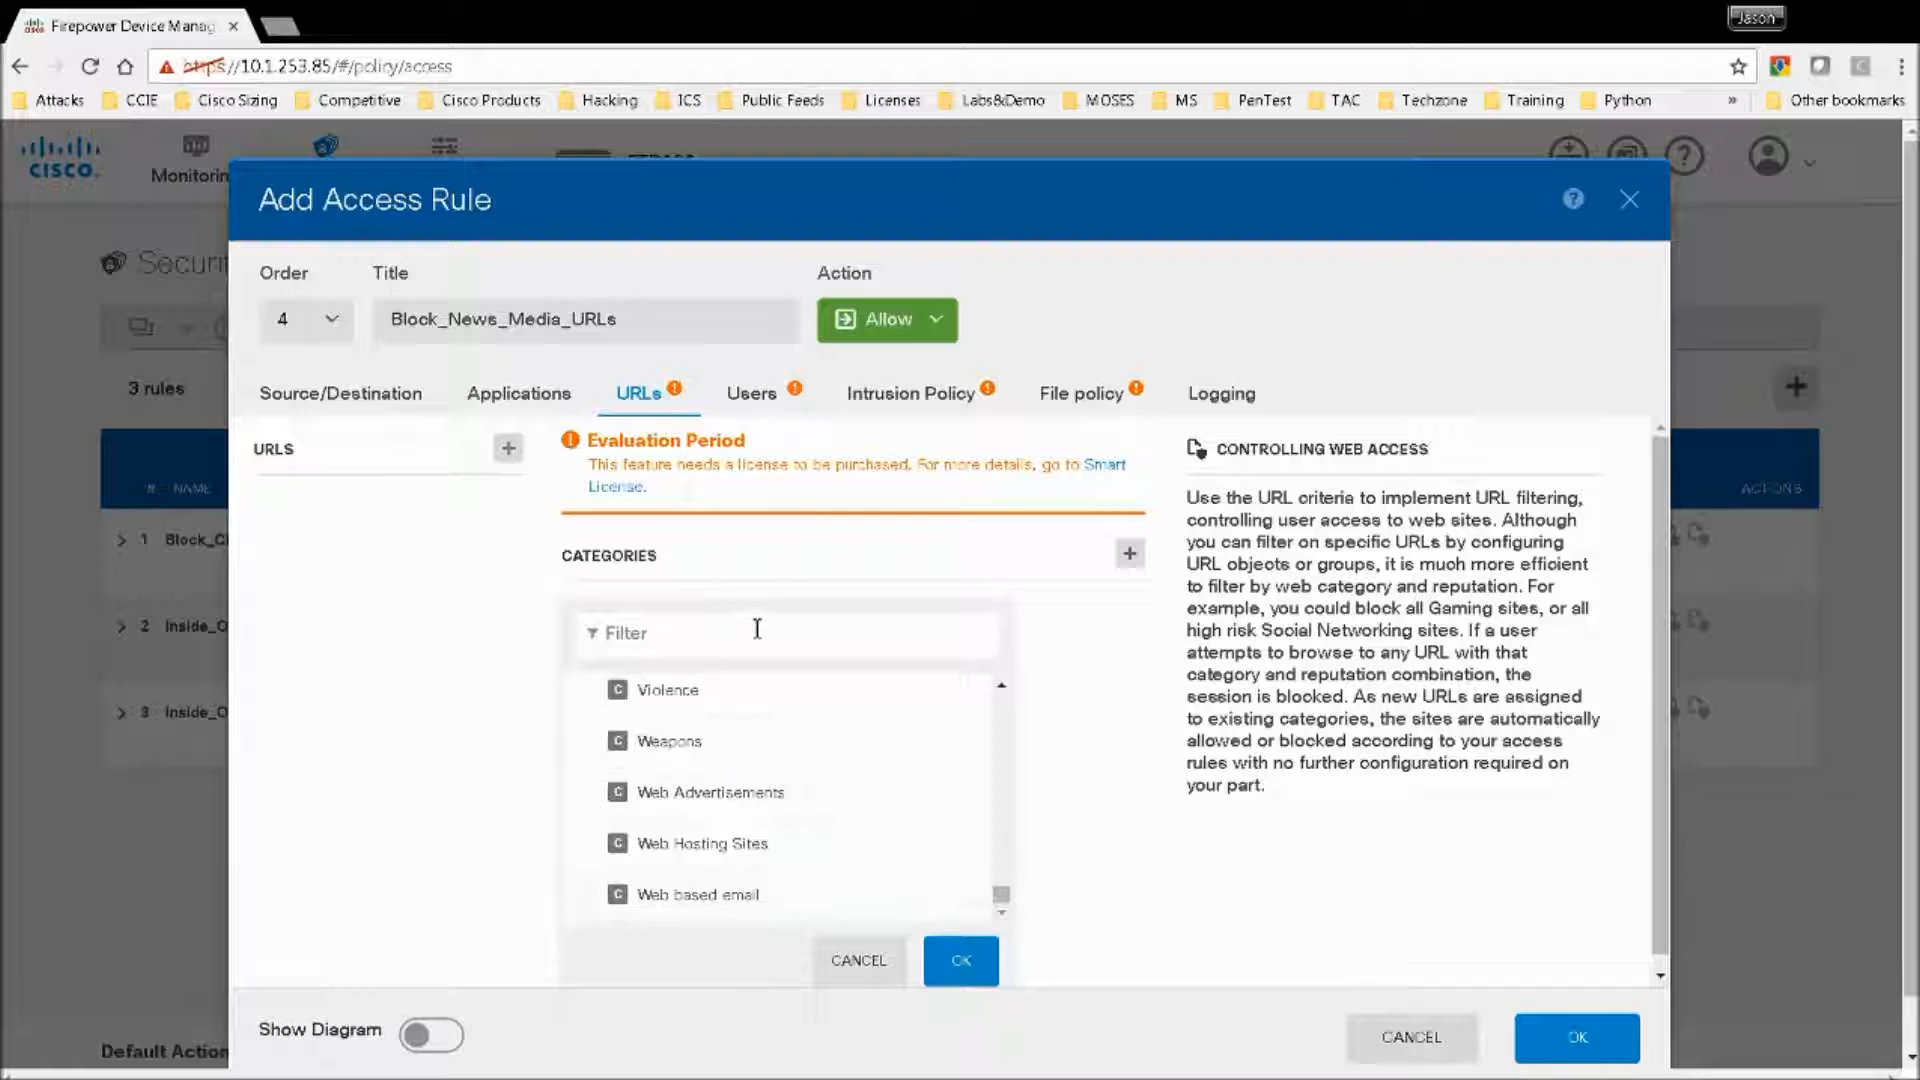 Jason
Firepower Device Manag
https://10.1.253.85/#/policy/access
Attacks CCIE Cisco Sizing Competitive Cisco Products Hacking ICS Public Feeds Licenses Labs&Demo MOSES MS PenTest TAC Techzone Training Python » Other bookmarks
CISCO.
Monitorin
Add Access Rule
Securi
Order Title Action
4 Block_News_Media_URLs Allow
3 rules
Source/Destination Applications URLs Users Intrusion Policy File policy Logging
URLS
Evaluation Period
This feature needs a license to be purchased. For more details, go to Smart
License.
CATEGORIES
Filter
Violence
Weapons
Web Advertisements
Web Hosting Sites
Web based email
CANCEL OK
CONTROLLING WEB ACCESS
Use the URL criteria to implement URL filtering,
controlling user access to web sites. Although
you can filter on specific URLs by configuring
URL objects or groups, it is much more efficient
to filter by web category and reputation. For
example, you could block all Gaming sites, or all
high risk Social Networking sites. If a user
attempts to browse to any URL with that
category and reputation combination, the
session is blocked. As new URLs are assigned
to existing categories, the sites are automatically
allowed or blocked according to your access
rules with no further configuration required on
your part.
# NAME ACTIONS
1 Block_C
2 Inside_O
3 Inside_O
Show Diagram
CANCEL OK
Default Action